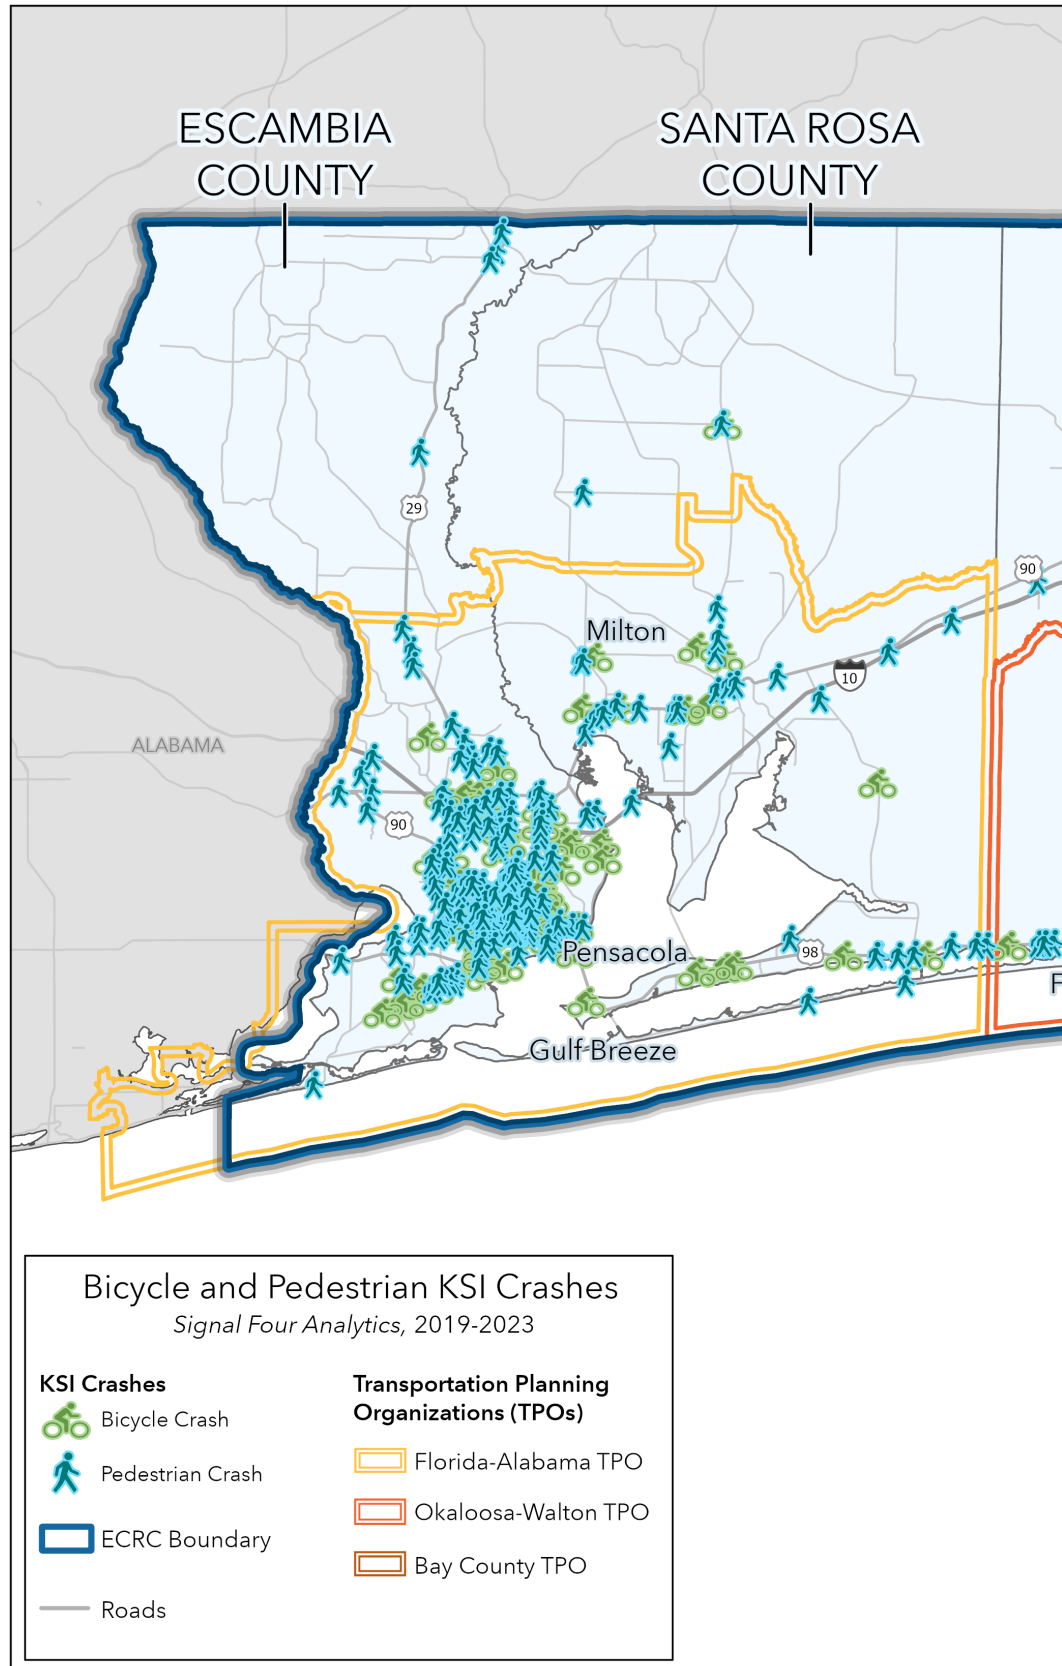 ESCAMBIA
COUNTY
SANTA ROSA
COUNTY
29
90
Milton
10
ALABAMA
90
Pensacola
98
F
Gulf Breeze
Bicycle and Pedestrian KSI Crashes
Signal Four Analytics, 2019-2023
KSI Crashes
Bicycle Crash
Pedestrian Crash
ECRC Boundary
Roads
Transportation Planning
Organizations (TPOs)
Florida-Alabama TPO
Okaloosa-Walton TPO
Bay County TPO